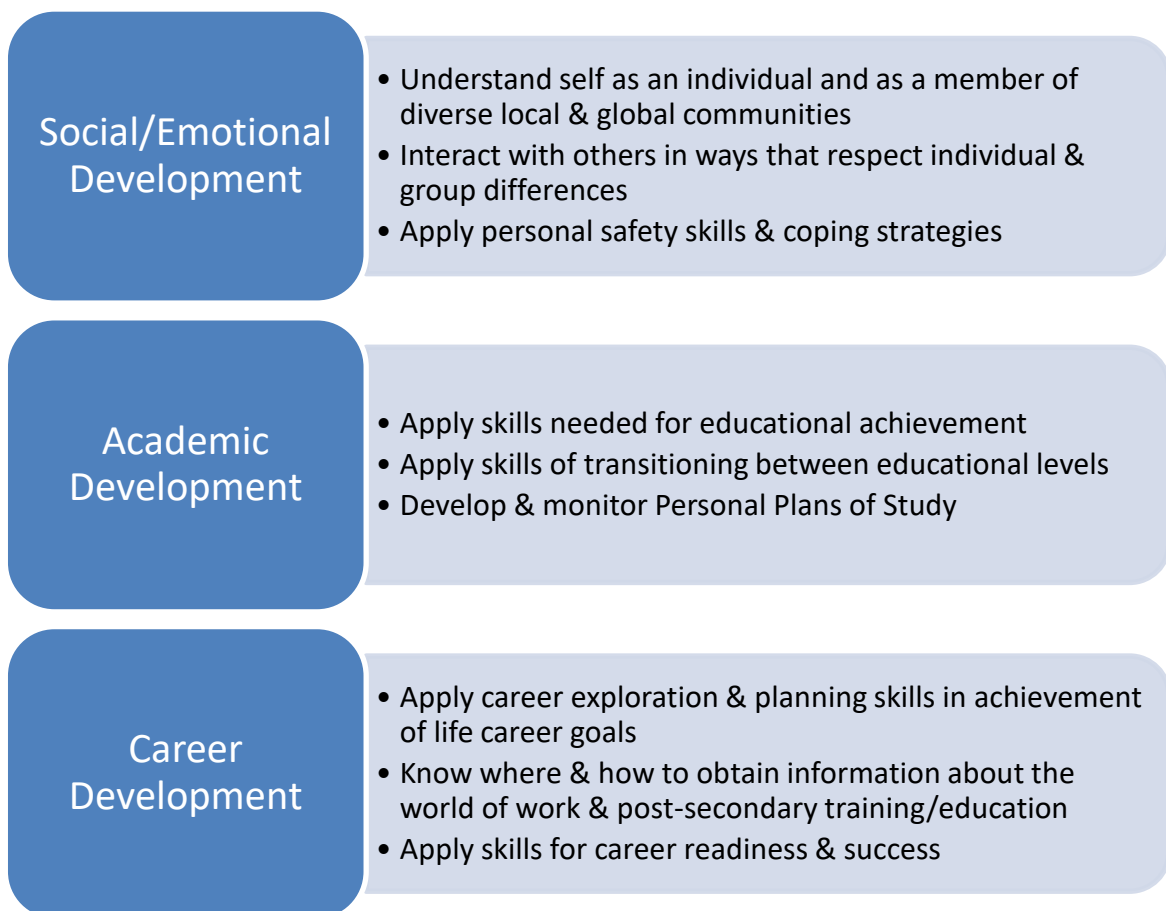 Social/Emotional
Development
• Understand self as an individual and as a member of
diverse local & global communities
• Interact with others in ways that respect individual &
group differences
• Apply personal safety skills & coping strategies
Academic
Development
• Apply skills needed for educational achievement
• Apply skills of transitioning between educational levels
• Develop & monitor Personal Plans of Study
Career
Development
• Apply career exploration & planning skills in achievement
of life career goals
• Know where & how to obtain information about the
world of work & post-secondary training/education
• Apply skills for career readiness & success